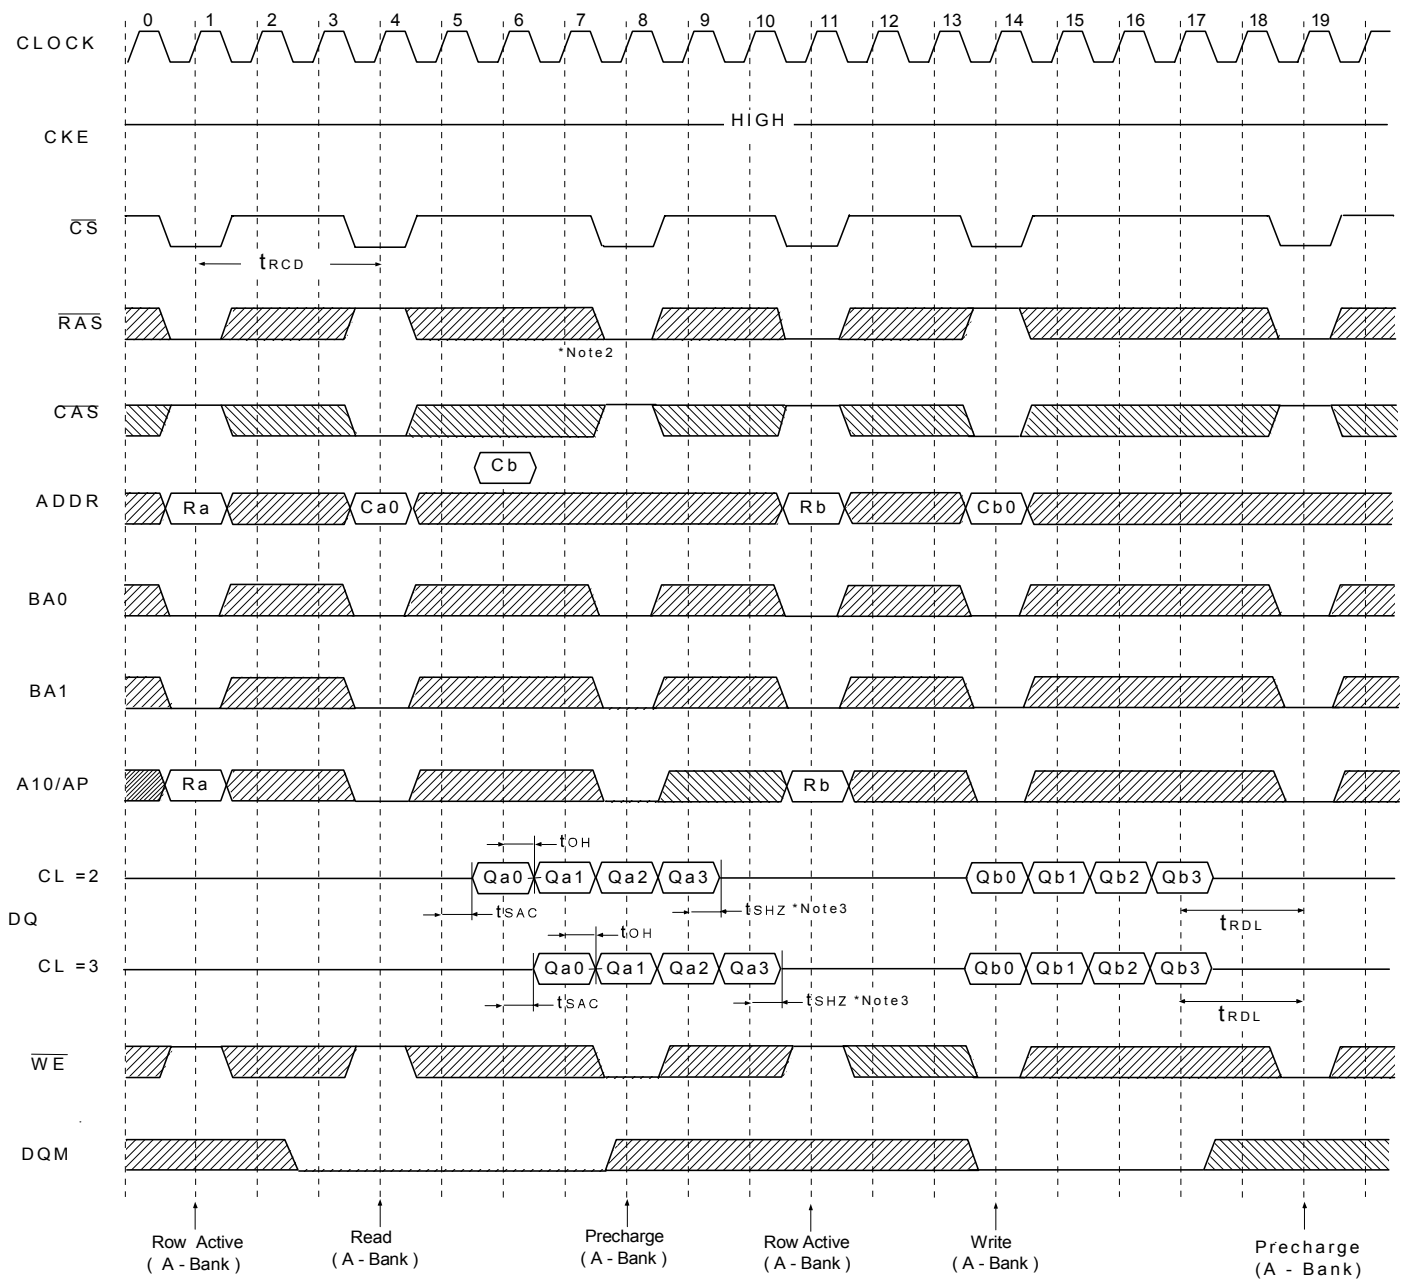 0 1 2 3 4 5 6 7 8 9 10 11 12 13 14 15 16 17 18 19
CLOCK
CKE
HIGH
CS
tRCD
RAS
*Note2
CAS
Cb
ADDR
Ra Ca0 Rb Cb0
BA0
BA1
A10/AP
Ra Rb
tOH
CL =2
Qa0 Qa1 Qa2 Qa3 Qb0 Qb1 Qb2 Qb3
tSAC tSHZ *Note3
DQ
tRDL
tOH
CL =3
Qa0 Qa1 Qa2 Qa3 Qb0 Qb1 Qb2 Qb3
tSAC tSHZ *Note3
tRDL
WE
DQM
Row Active
( A - Bank )
Read
( A - Bank )
Precharge
( A - Bank )
Row Active
( A - Bank )
Write
( A - Bank )
Precharge
( A - Bank )